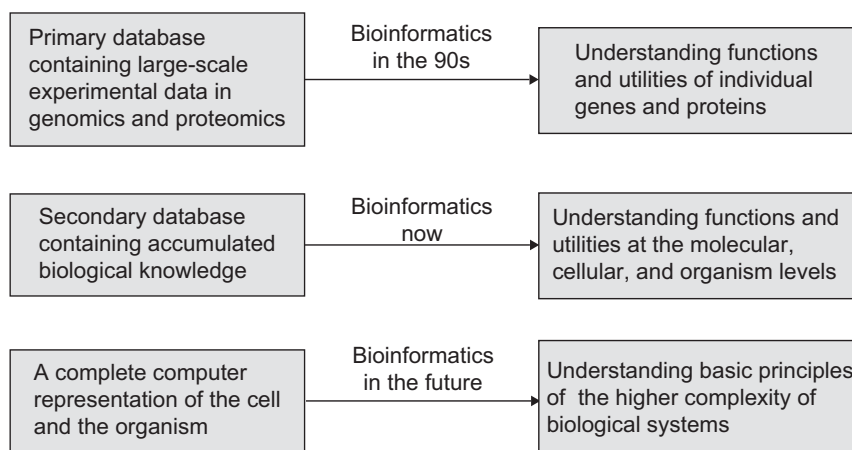 Primary database
containing large-scale
experimental data in
genomics and proteomics
Bioinformatics
in the 90s
Understanding functions
and utilities of individual
genes and proteins
Secondary database
containing accumulated
biological knowledge
Bioinformatics
now
Understanding functions and
utilities at the molecular,
cellular, and organism levels
A complete computer
representation of the cell
and the organism
Bioinformatics
in the future
Understanding basic principles
of the higher complexity of
biological systems